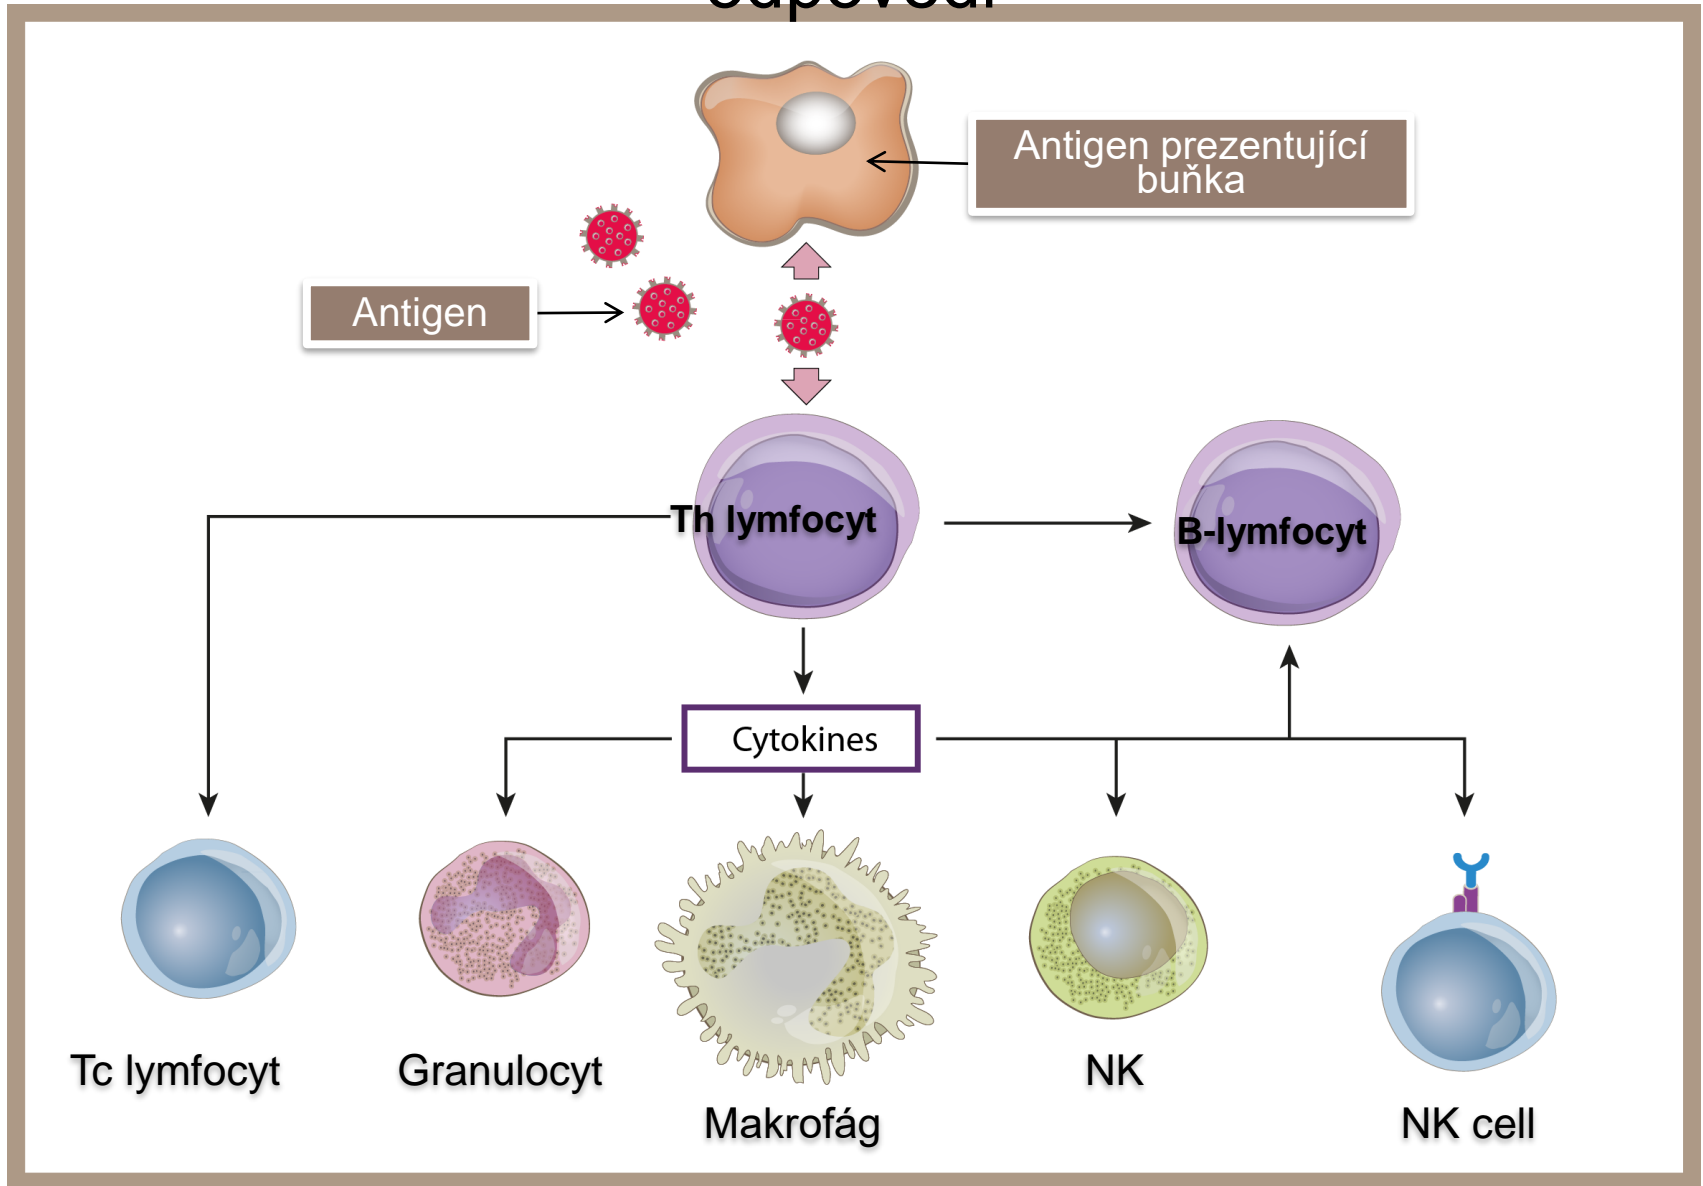 Antigen prezentující
buňka
Antigen
Th lymfocyt
B-lymfocyt
Cytokines
Tc lymfocyt
Granulocyt
Makrofág
NK
NK cell